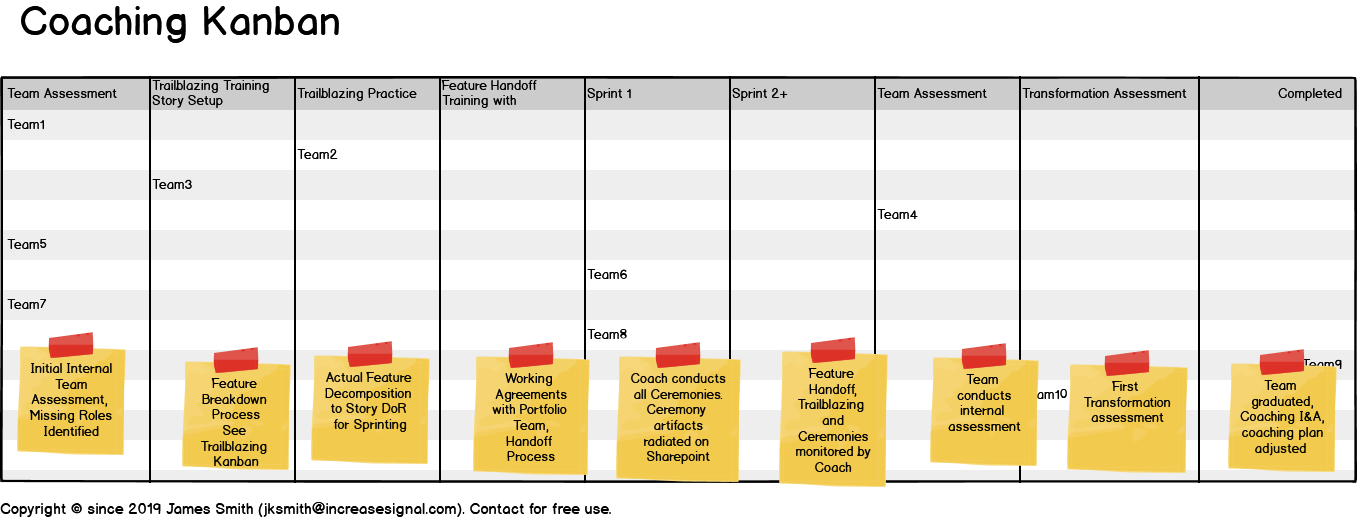 Coaching Kanban
Team Assessment
Trailblazing Training
Story Setup
Trailblazing Practice
Feature Handoff
Training with
Sprint 1
Sprint 2+
Team Assessment
Transformation Assessment
Completed
Team1
Team2
Team3
Team4
Team5
Team6
Team7
Team8
Team9
am10
Initial Internal
Team
Assessment,
Missing Roles
Identified
Feature
Breakdown
Process
See
Trailblazing
Kanban
Actual Feature
Decomposition
to Story DoR
for Sprinting
Working
Agreements
with Portfolio
Team,
Handoff
Process
Coach conducts
all Ceremonies.
Ceremony
artifacts
radiated on
Sharepoint
Feature
Handoff,
Trailblazing
and
Ceremonies
monitored by
Coach
Team
conducts
internal
assessment
First
Transformation
assessment
Team
graduated,
Coaching I&A,
coaching plan
adjusted
Copyright © since 2019 James Smith (jksmith@increasesignal.com). Contact for free use.